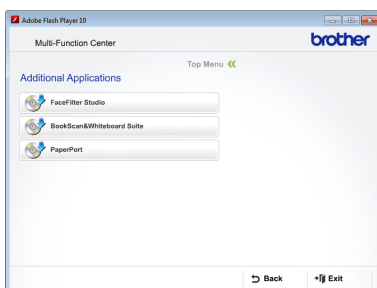 Adobe Flash Player 10
Multi-Function Center
brother
Top Menu
Additional Applications
FaceFilter Studio
BookScan&Whiteboard Suite
PaperPort
Back
Exit